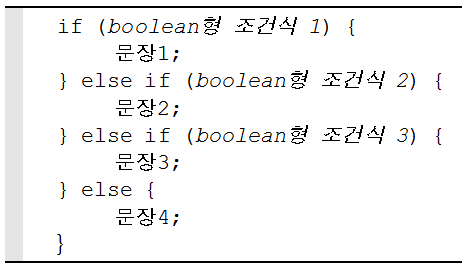 if (boolean형 조건식 1) {
    문장1;
} else if (boolean형 조건식 2) {
    문장2;
} else if (boolean형 조건식 3) {
    문장3;
} else {
    문장4;
}